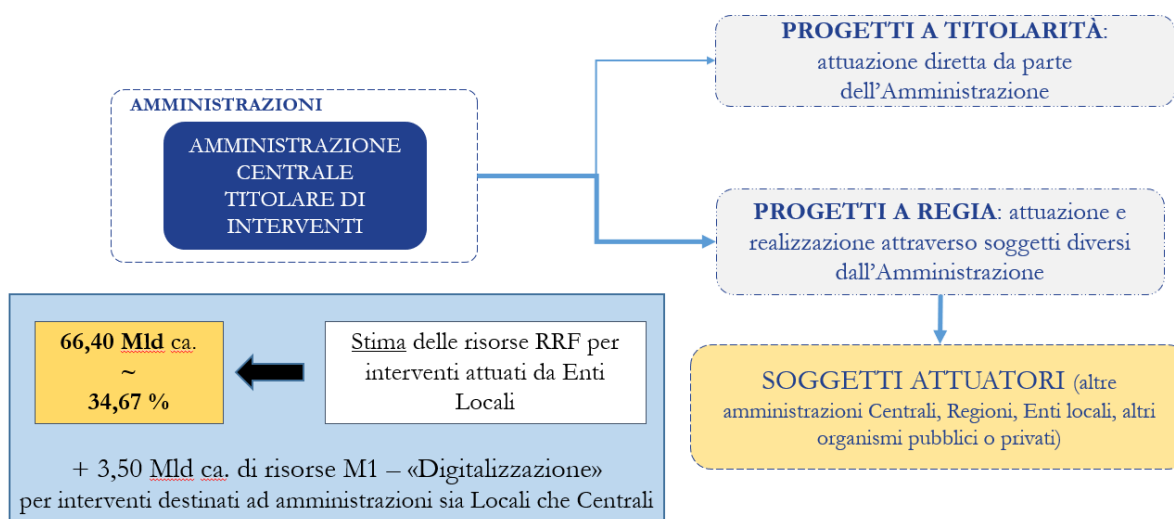 AMMINISTRAZIONI
AMMINISTRAZIONE
CENTRALE
TITOLARE DI
INTERVENTI
PROGETTI A TITOLARITÀ:
attuazione diretta da parte
dell’Amministrazione
PROGETTI A REGIA: attuazione e
realizzazione attraverso soggetti diversi
dall’Amministrazione
SOGGETTI ATTUATORI (altre
amministrazioni Centrali, Regioni, Enti locali, altri
organismi pubblici o privati)
66,40 Mld ca.
~
34,67 %
Stima delle risorse RRF per
interventi attuati da Enti
Locali
+ 3,50 Mld ca. di risorse M1 – «Digitalizzazione»
per interventi destinati ad amministrazioni sia Locali che Centrali